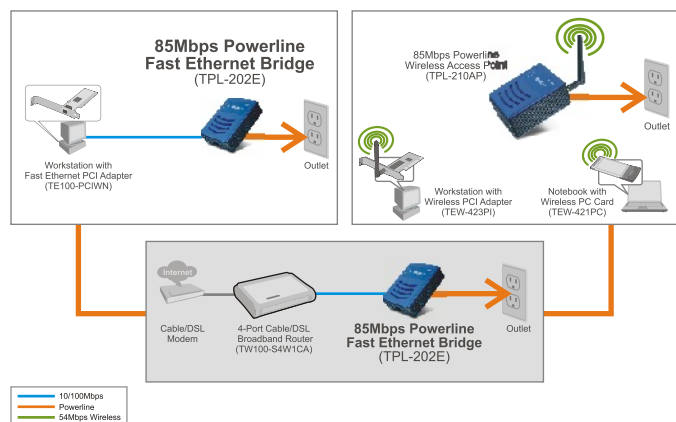 85Mbps Powerline
Fast Ethernet Bridge
(TPL-202E)
Workstation with
Fast Ethernet PCI Adapter
(TE100-PCIWN)
Outlet
85Mbps Powerline
Wireless Access Point
(TPL-210AP)
Outlet
Workstation with
Wireless PCI Adapter
(TEW-423PI)
Notebook with
Wireless PC Card
(TEW-421PC)
Internet
Cable/DSL
Modem
4-Port Cable/DSL
Broadband Router
(TW100-S4W1CA)
85Mbps Powerline
Fast Ethernet Bridge
(TPL-202E)
Outlet
10/100Mbps
Powerline
54Mbps Wireless